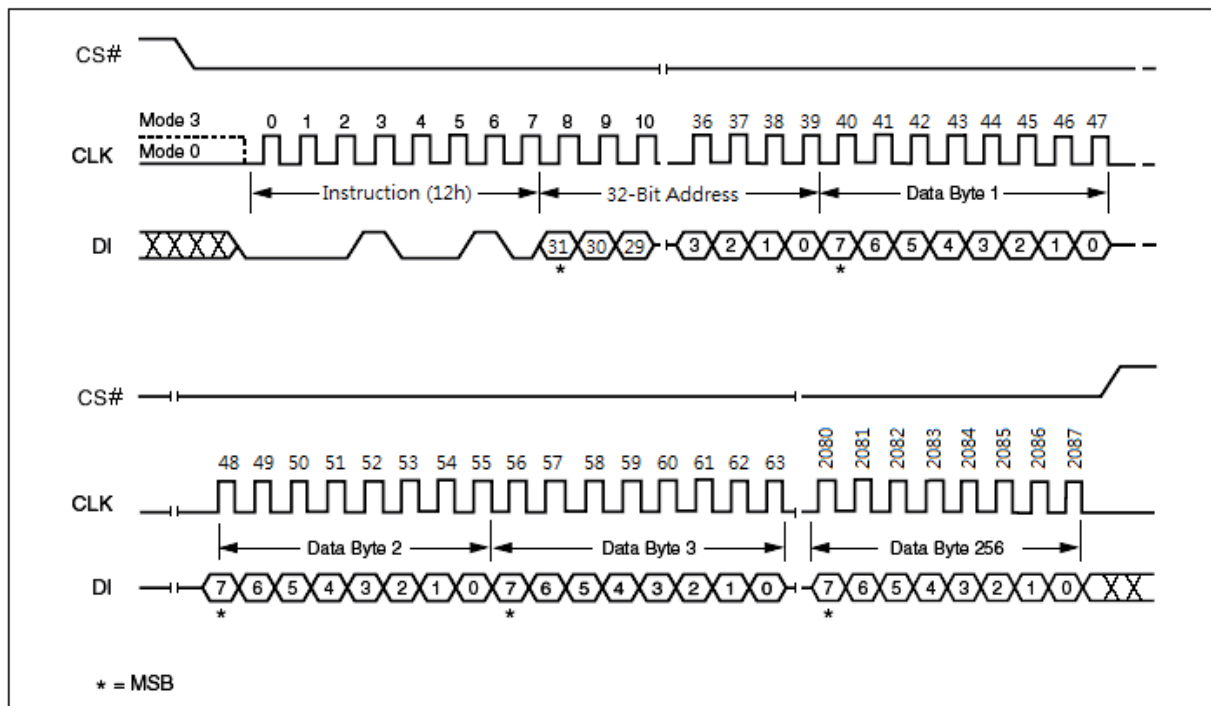 CS#
Mode 3
0 1 2 3 4 5 6 7 8 9 10 36 37 38 39 40 41 42 43 44 45 46 47
CLK
Mode 0
Instruction (12h) 32-Bit Address Data Byte 1
DI 31 30 29 3 2 1 0 7 6 5 4 3 2 1 0
* *
CS#
48 49 50 51 52 53 54 55 56 57 58 59 60 61 62 63 2080 2081 2082 2083 2084 2085 2086 2087
CLK
Data Byte 2 Data Byte 3 Data Byte 256
DI 7 6 5 4 3 2 1 0 7 6 5 4 3 2 1 0 7 6 5 4 3 2 1 0
* * *
* = MSB